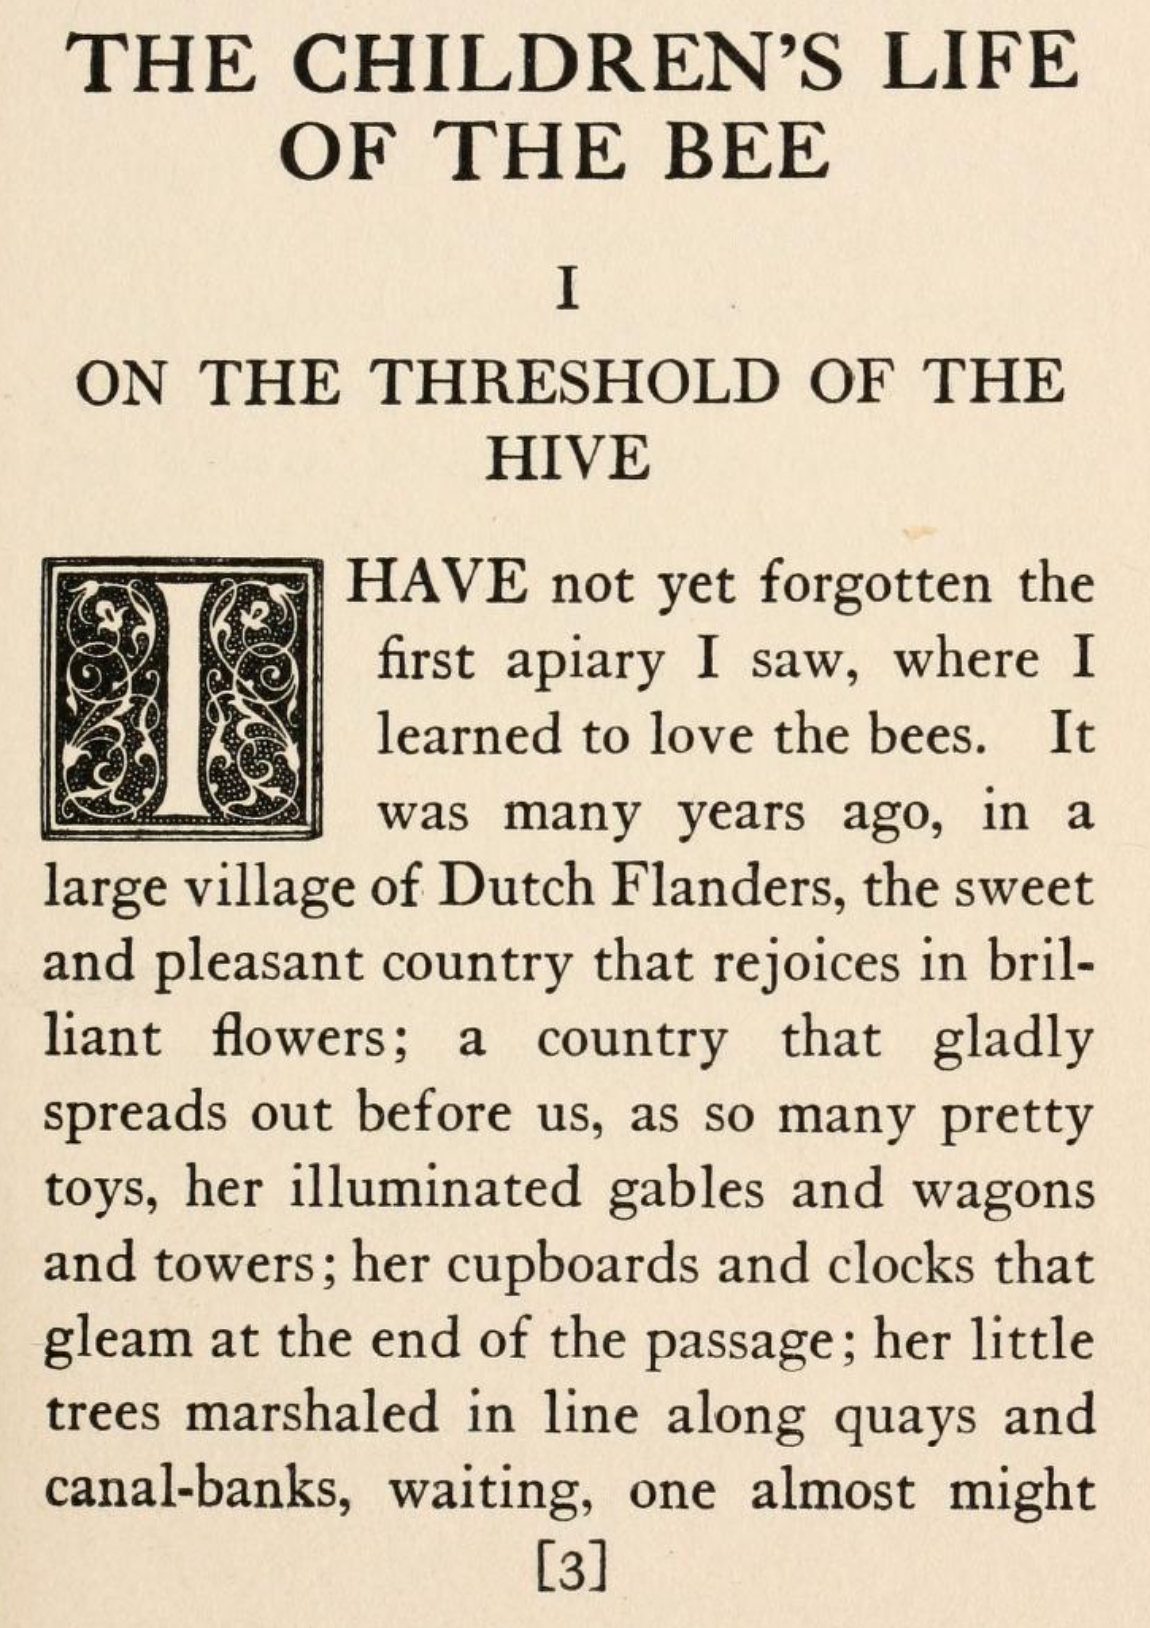 THE CHILDREN'S LIFE
OF THE BEE
I
ON THE THRESHOLD OF THE
HIVE
I HAVE not yet forgotten the
first apiary I saw, where I
learned to love the bees. It
was many years ago, in a
large village of Dutch Flanders, the sweet
and pleasant country that rejoices in bril-
liant flowers; a country that gladly
spreads out before us, as so many pretty
toys, her illuminated gables and wagons
and towers; her cupboards and clocks that
gleam at the end of the passage; her little
trees marshaled in line along quays and
canal-banks, waiting, one almost might
[3]